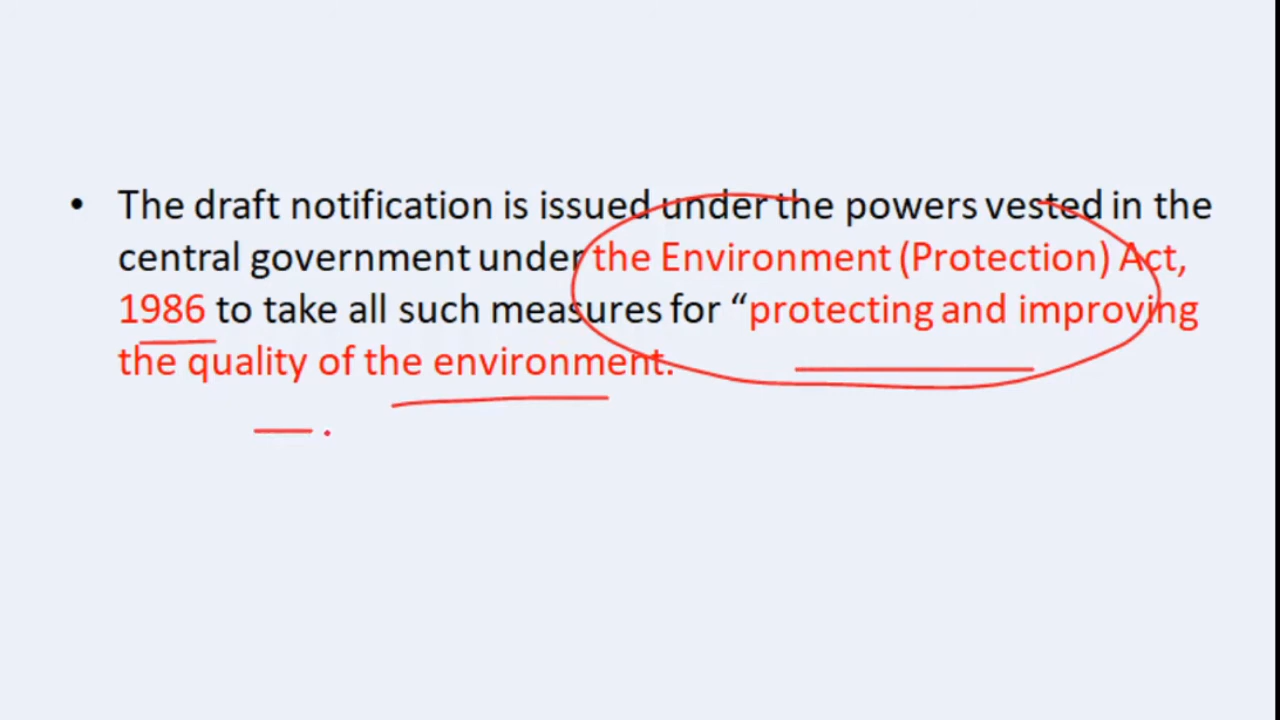 • The draft notification is issued under the powers vested in the
central government under the Environment (Protection) Act,
1986 to take all such measures for “protecting and improving
the quality of the environment.